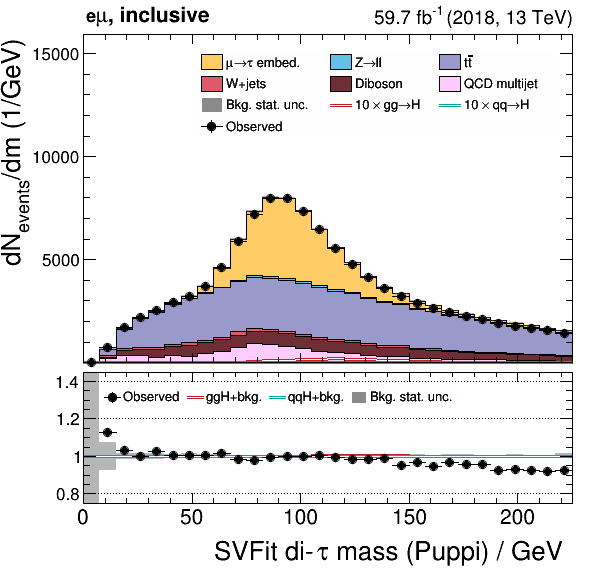 eμ, inclusive
59.7 fb⁻¹ (2018, 13 TeV)
dN_events/dm (1/GeV)
15000
10000
5000
0
μ→τ embed.
Z→ll
tt̄
W+jets
Diboson
QCD multijet
Bkg. stat. unc.
10 × gg→H
10 × qq→H
Observed
1.4
1.2
1
0.8
Observed
ggH+bkg.
qqH+bkg.
Bkg. stat. unc.
0
50
100
150
200
SVFit di-τ mass (Puppi) / GeV